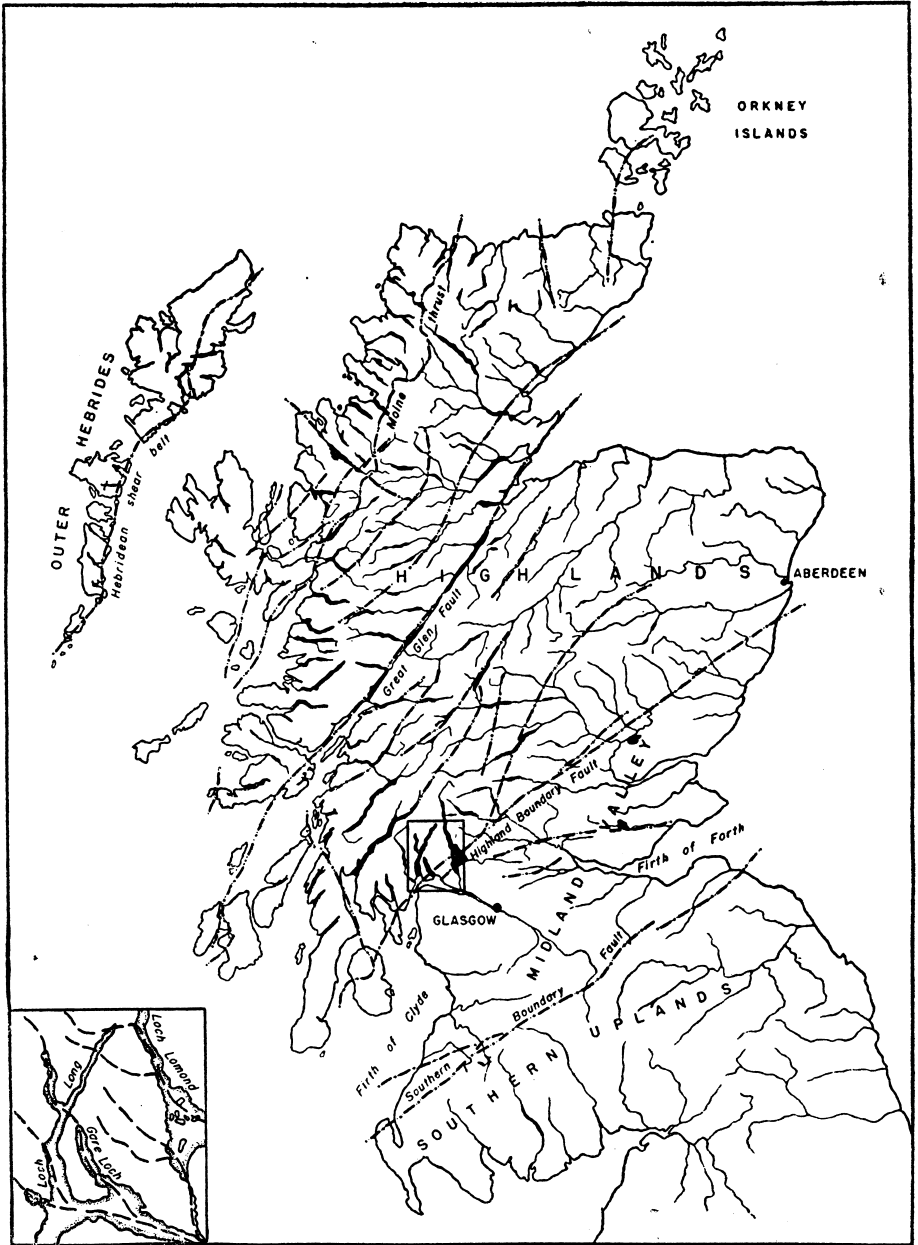 ORKNEY
ISLANDS
OUTER HEBRIDES
Hebridean shear belt
Moine thrust
HIGHLANDS
ABERDEEN
Great Glen Fault
Highland Boundary Fault
MIDLAND VALLEY
Firth of Forth
GLASGOW
Firth of Clyde
Southern Boundary Fault
SOUTHERN UPLANDS
Loch Long
Gare Loch
Loch Lomond